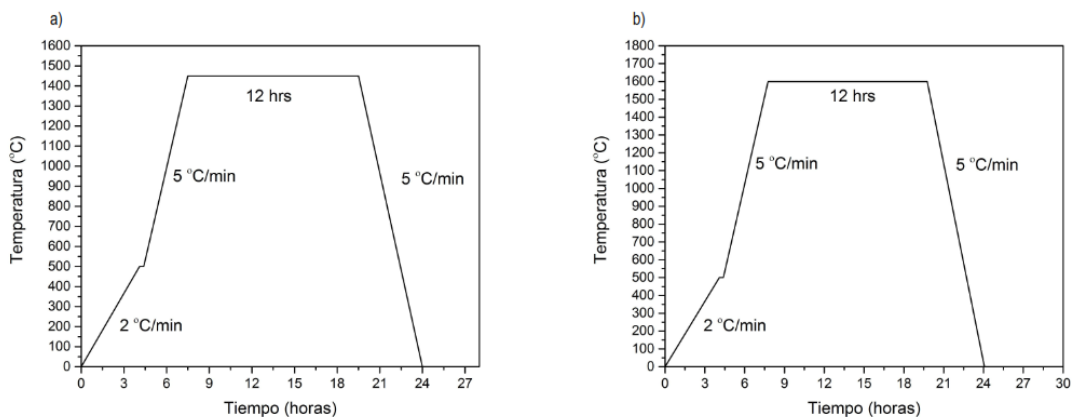 a)
1600
1500
1400
1300
1200
1100
1000
900
800
700
600
500
400
300
200
100
0
Temperatura (°C)
12 hrs
5 °C/min
5 °C/min
2 °C/min
0 3 6 9 12 15 18 21 24 27
Tiempo (horas)
b)
1800
1700
1600
1500
1400
1300
1200
1100
1000
900
800
700
600
500
400
300
200
100
0
Temperatura (°C)
12 hrs
5 °C/min
5 °C/min
2 °C/min
0 3 6 9 12 15 18 21 24 27 30
Tiempo (horas)